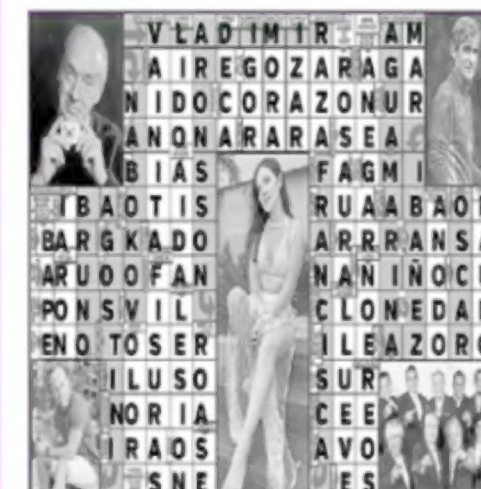 VLADIMIR AM
AIREGOZARAGA
NIDOCORAZONUR
ANONARARASEA
BIAS FAGMI
IBAOTIS RUAABAO
BARGKADO ARRRANSA
ARUOOFAN NANIÑOC
PONSVIL CLONEDA
ENOTOSER ILEAZOR
ILUSO SUR
NORIA CEE
IRAOS AVO
SNE ES